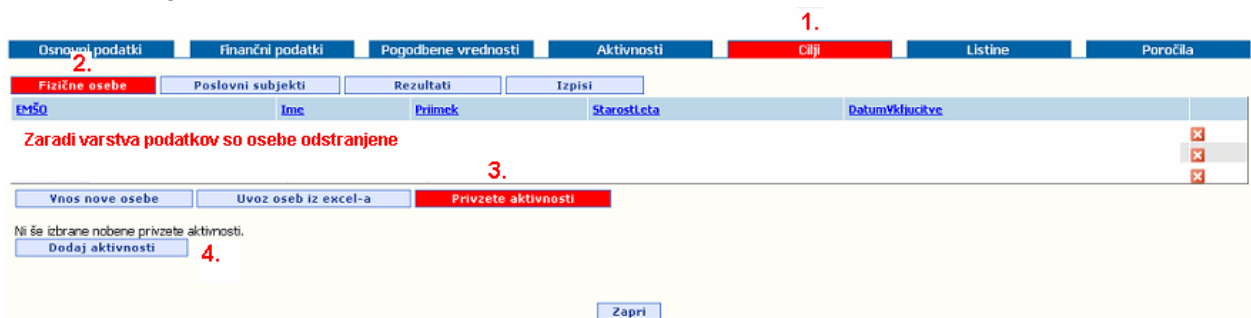 1.
Osnovni podatki Finančni podatki Pogodbene vrednosti Aktivnosti Cilji Listine Poročila
2.
Fizične osebe Poslovni subjekti Rezultati Izpisi
EMŠO Ime Priimek StarostLeta DatumVkljucitve
Zaradi varstva podatkov so osebe odstranjene
3.
Vnos nove osebe Uvoz oseb iz excel-a Privzete aktivnosti
Ni še izbrane nobene privzete aktivnosti.
Dodaj aktivnosti 4.
Zapri